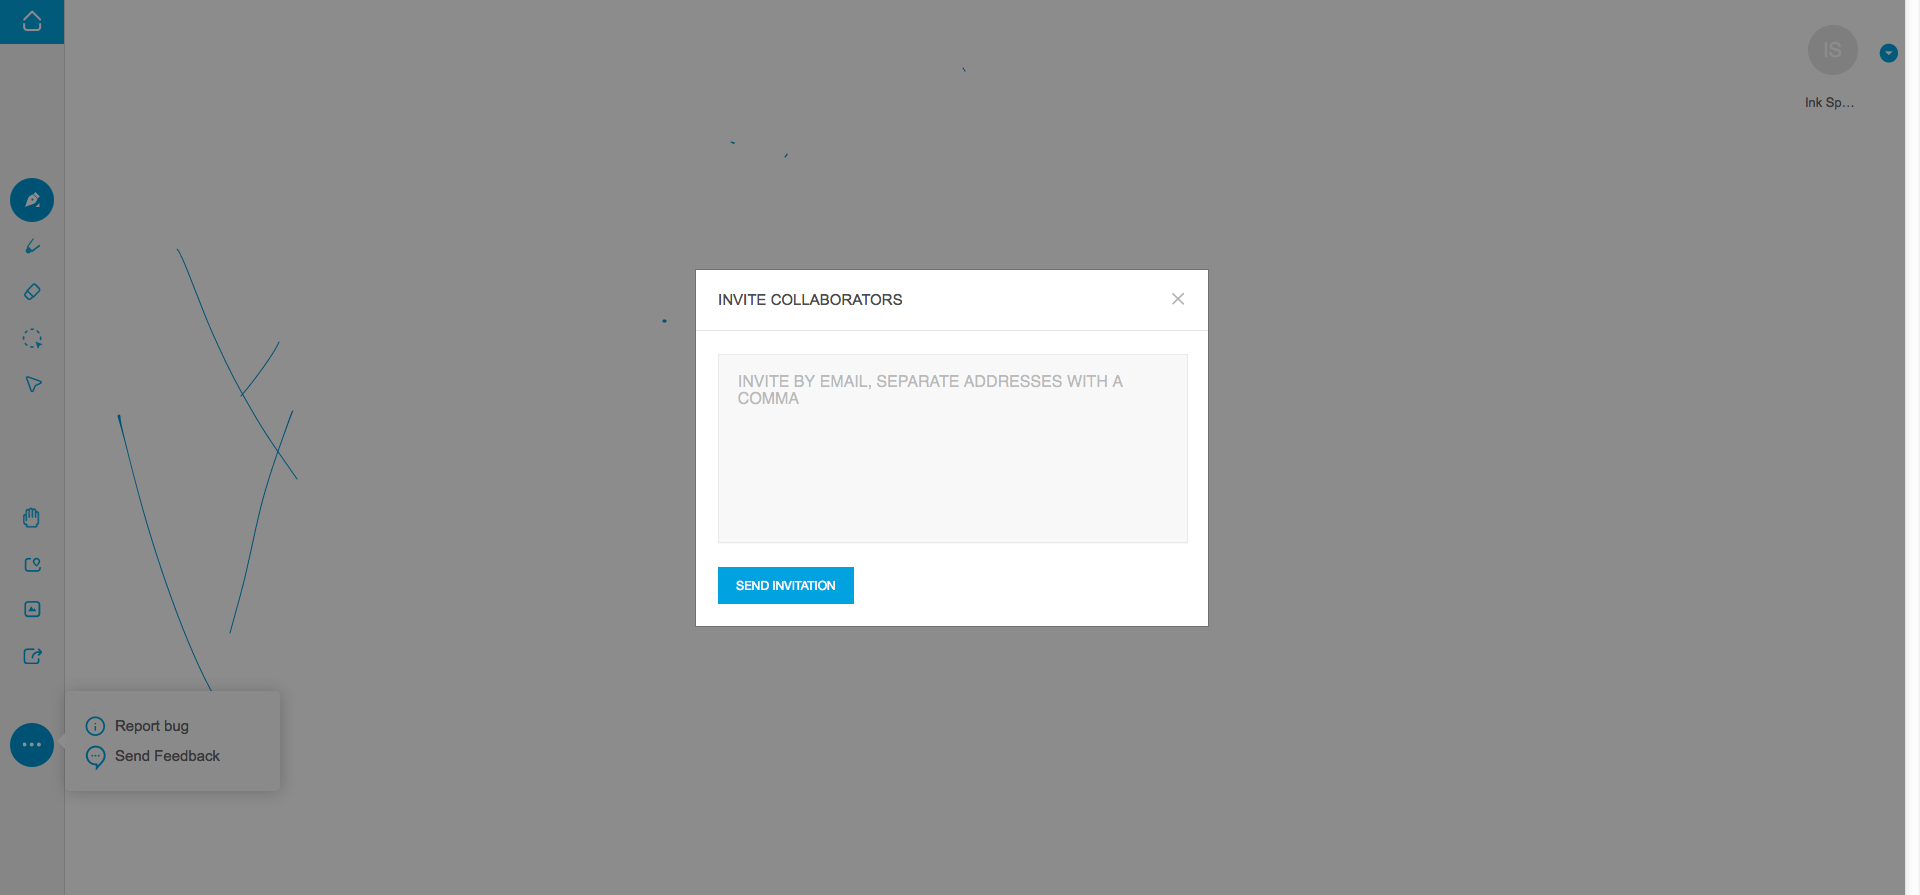 IS
Ink Sp...
INVITE COLLABORATORS
INVITE BY EMAIL, SEPARATE ADDRESSES WITH A
COMMA
SEND INVITATION
Report bug
Send Feedback